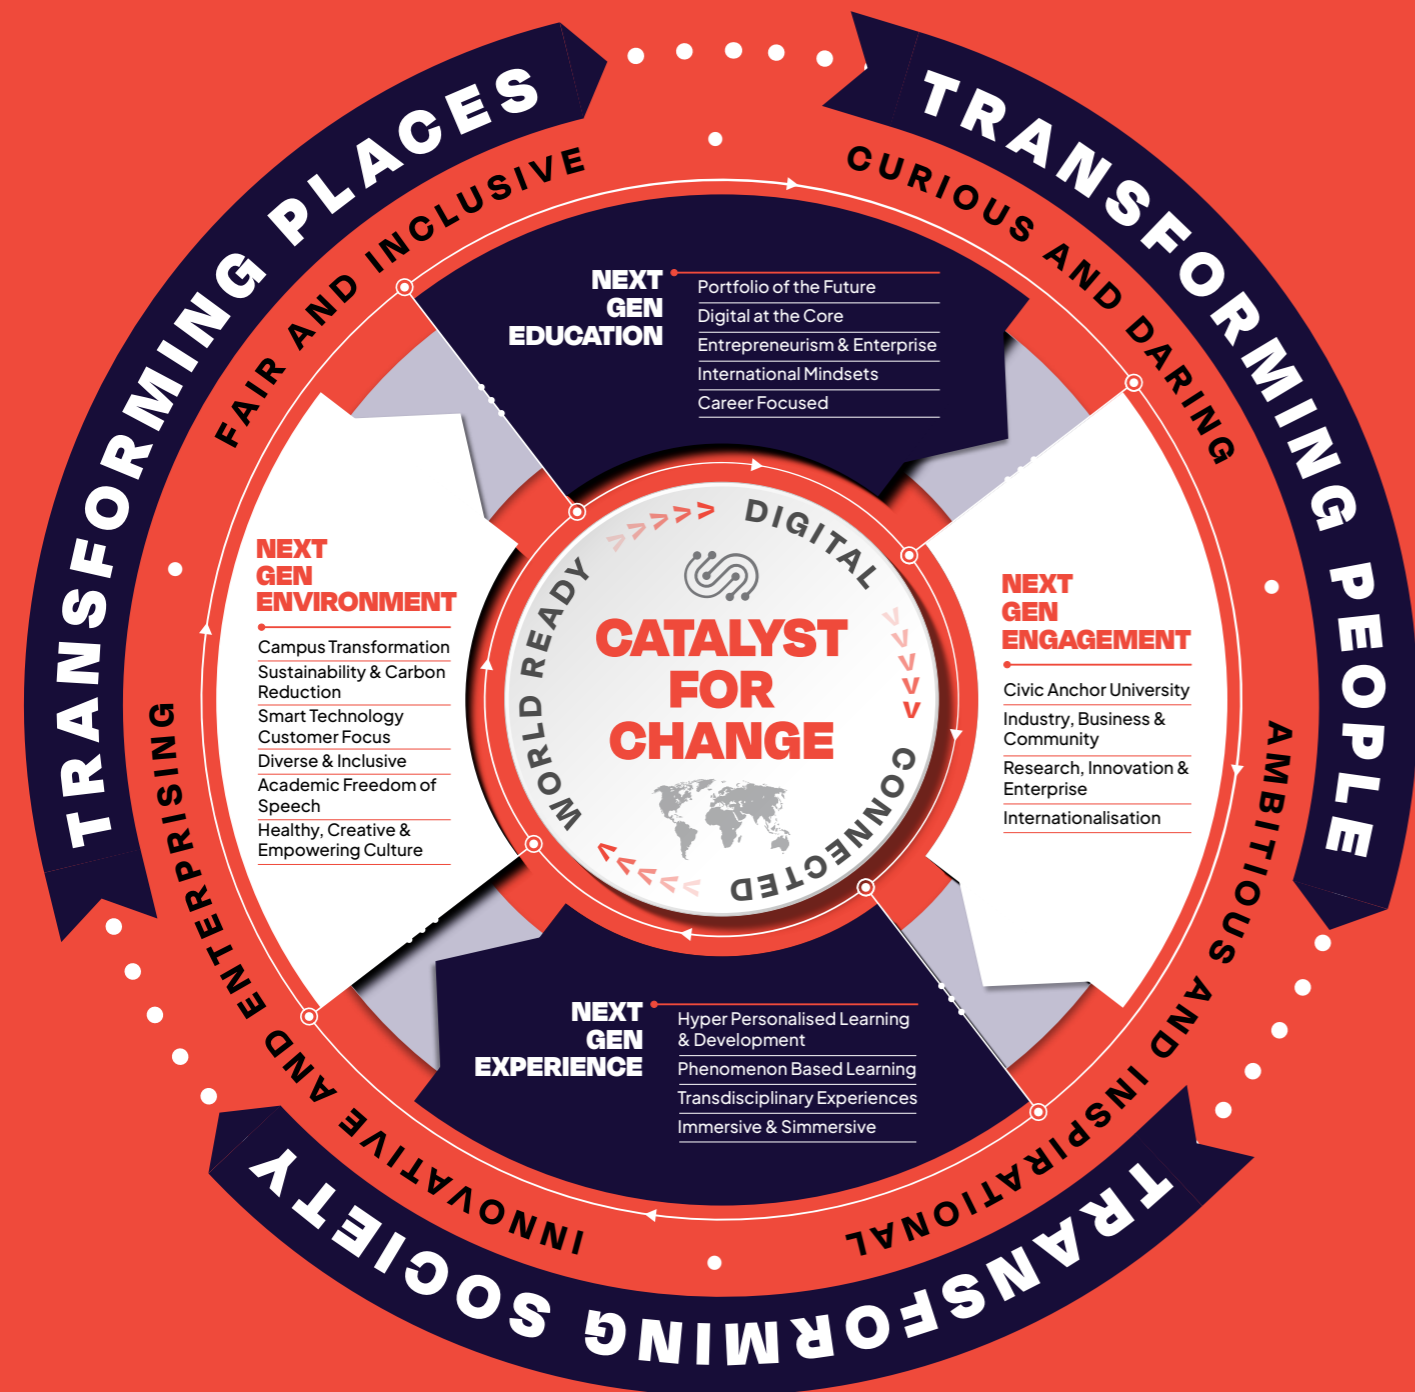 TRANSFORMING PLACES
TRANSFORMING PEOPLE
TRANSFORMING SOCIETY
FAIR AND INCLUSIVE
CURIOUS AND DARING
AMBITIOUS AND INSPIRATIONAL
INNOVATIVE AND ENTERPRISING
NEXT
GEN
EDUCATION
Portfolio of the Future
Digital at the Core
Entrepreneurism & Enterprise
International Mindsets
Career Focused
NEXT
GEN
ENGAGEMENT
Civic Anchor University
Industry, Business &
Community
Research, Innovation &
Enterprise
Internationalisation
NEXT
GEN
EXPERIENCE
Hyper Personalised Learning
& Development
Phenomenon Based Learning
Transdisciplinary Experiences
Immersive & Simmersive
NEXT
GEN
ENVIRONMENT
Campus Transformation
Sustainability & Carbon
Reduction
Smart Technology
Customer Focus
Diverse & Inclusive
Academic Freedom of
Speech
Healthy, Creative &
Empowering Culture
>>>>> DIGITAL >>>>> CONNECTED >>>>> WORLD READY
CATALYST
FOR
CHANGE